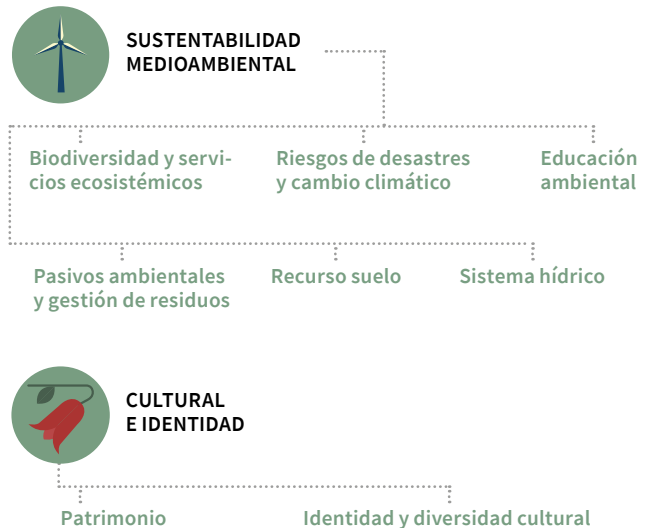 SUSTENTABILIDAD
MEDIOAMBIENTAL
Biodiversidad y servi-
cios ecosistémicos
Riesgos de desastres
y cambio climático
Educación
ambiental
Pasivos ambientales
y gestión de residuos
Recurso suelo
Sistema hídrico
CULTURAL
E IDENTIDAD
Patrimonio
Identidad y diversidad cultural